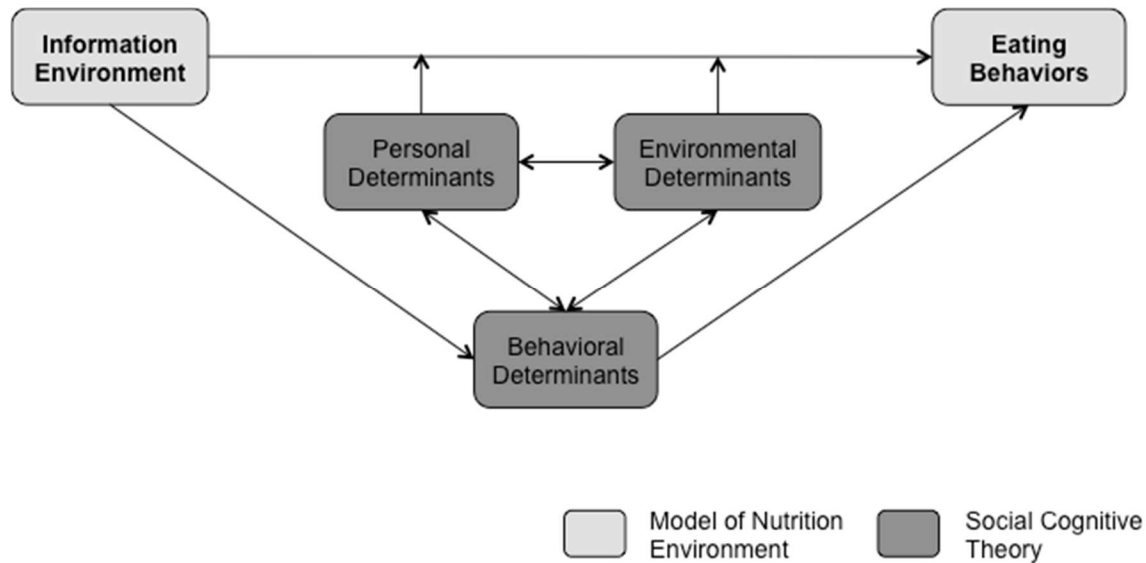 Information
Environment
Eating
Behaviors
Personal
Determinants
Environmental
Determinants
Behavioral
Determinants
Model of Nutrition
Environment
Social Cognitive
Theory